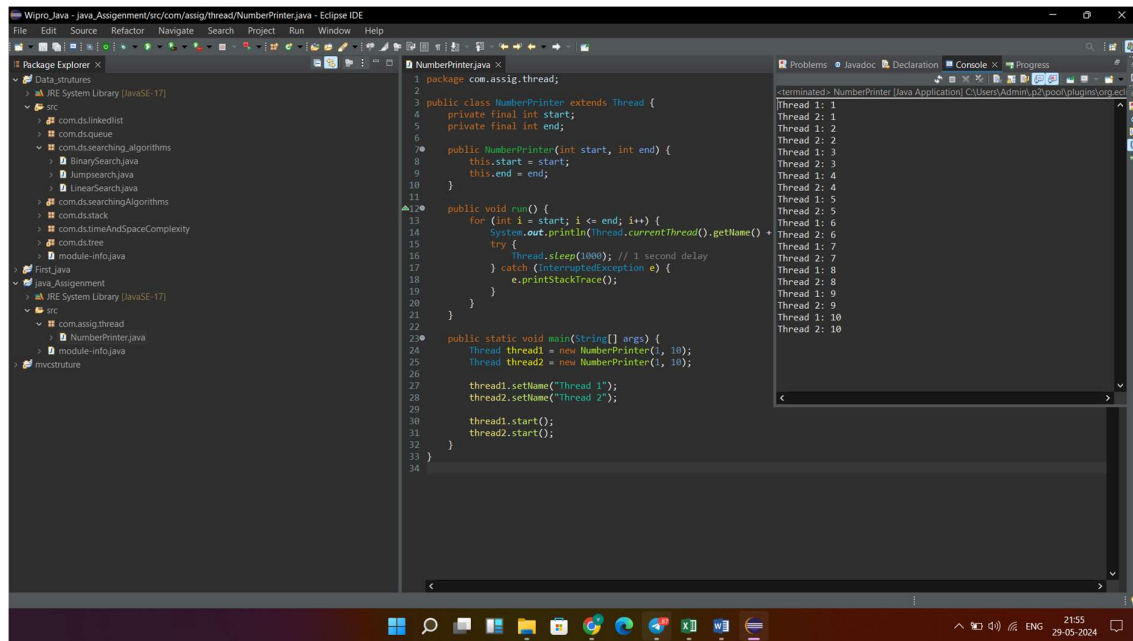 Wipro_Java - java_Assigenment/src/com/assig/thread/NumberPrinter.java - Eclipse IDE
File Edit Source Refactor Navigate Search Project Run Window Help
Package Explorer
Data_strutures
JRE System Library [JavaSE-17]
src
com.ds.linkedlist
com.ds.queue
com.ds.searching_algorithms
BinarySearch.java
Jumpsearch.java
LinearSearch.java
com.ds.searchingAlgorithms
com.ds.stack
com.ds.timeAndSpaceComplexity
com.ds.tree
module-info.java
First_java
java_Assigenment
JRE System Library [JavaSE-17]
src
com.assig.thread
NumberPrinter.java
module-info.java
mvcstruture
NumberPrinter.java
1 package com.assig.thread;
2
3 public class NumberPrinter extends Thread {
4 private final int start;
5 private final int end;
6
7 public NumberPrinter(int start, int end) {
8 this.start = start;
9 this.end = end;
10 }
11
12 public void run() {
13 for (int i = start; i <= end; i++) {
14 System.out.println(Thread.currentThread().getName() +
15 try {
16 Thread.sleep(1000); // 1 second delay
17 } catch (InterruptedException e) {
18 e.printStackTrace();
19 }
20 }
21 }
22
23 public static void main(String[] args) {
24 Thread thread1 = new NumberPrinter(1, 10);
25 Thread thread2 = new NumberPrinter(1, 10);
26
27 thread1.setName("Thread 1");
28 thread2.setName("Thread 2");
29
30 thread1.start();
31 thread2.start();
32 }
33 }
34
Problems Javadoc Declaration Console Progress
<terminated> NumberPrinter [Java Application] C:\Users\Admin\.p2\pool\plugins\org.ecl
Thread 1: 1
Thread 2: 1
Thread 1: 2
Thread 2: 2
Thread 1: 3
Thread 2: 3
Thread 1: 4
Thread 2: 4
Thread 1: 5
Thread 2: 5
Thread 1: 6
Thread 2: 6
Thread 1: 7
Thread 2: 7
Thread 1: 8
Thread 2: 8
Thread 1: 9
Thread 2: 9
Thread 1: 10
Thread 2: 10
ENG
21:55
29-05-2024